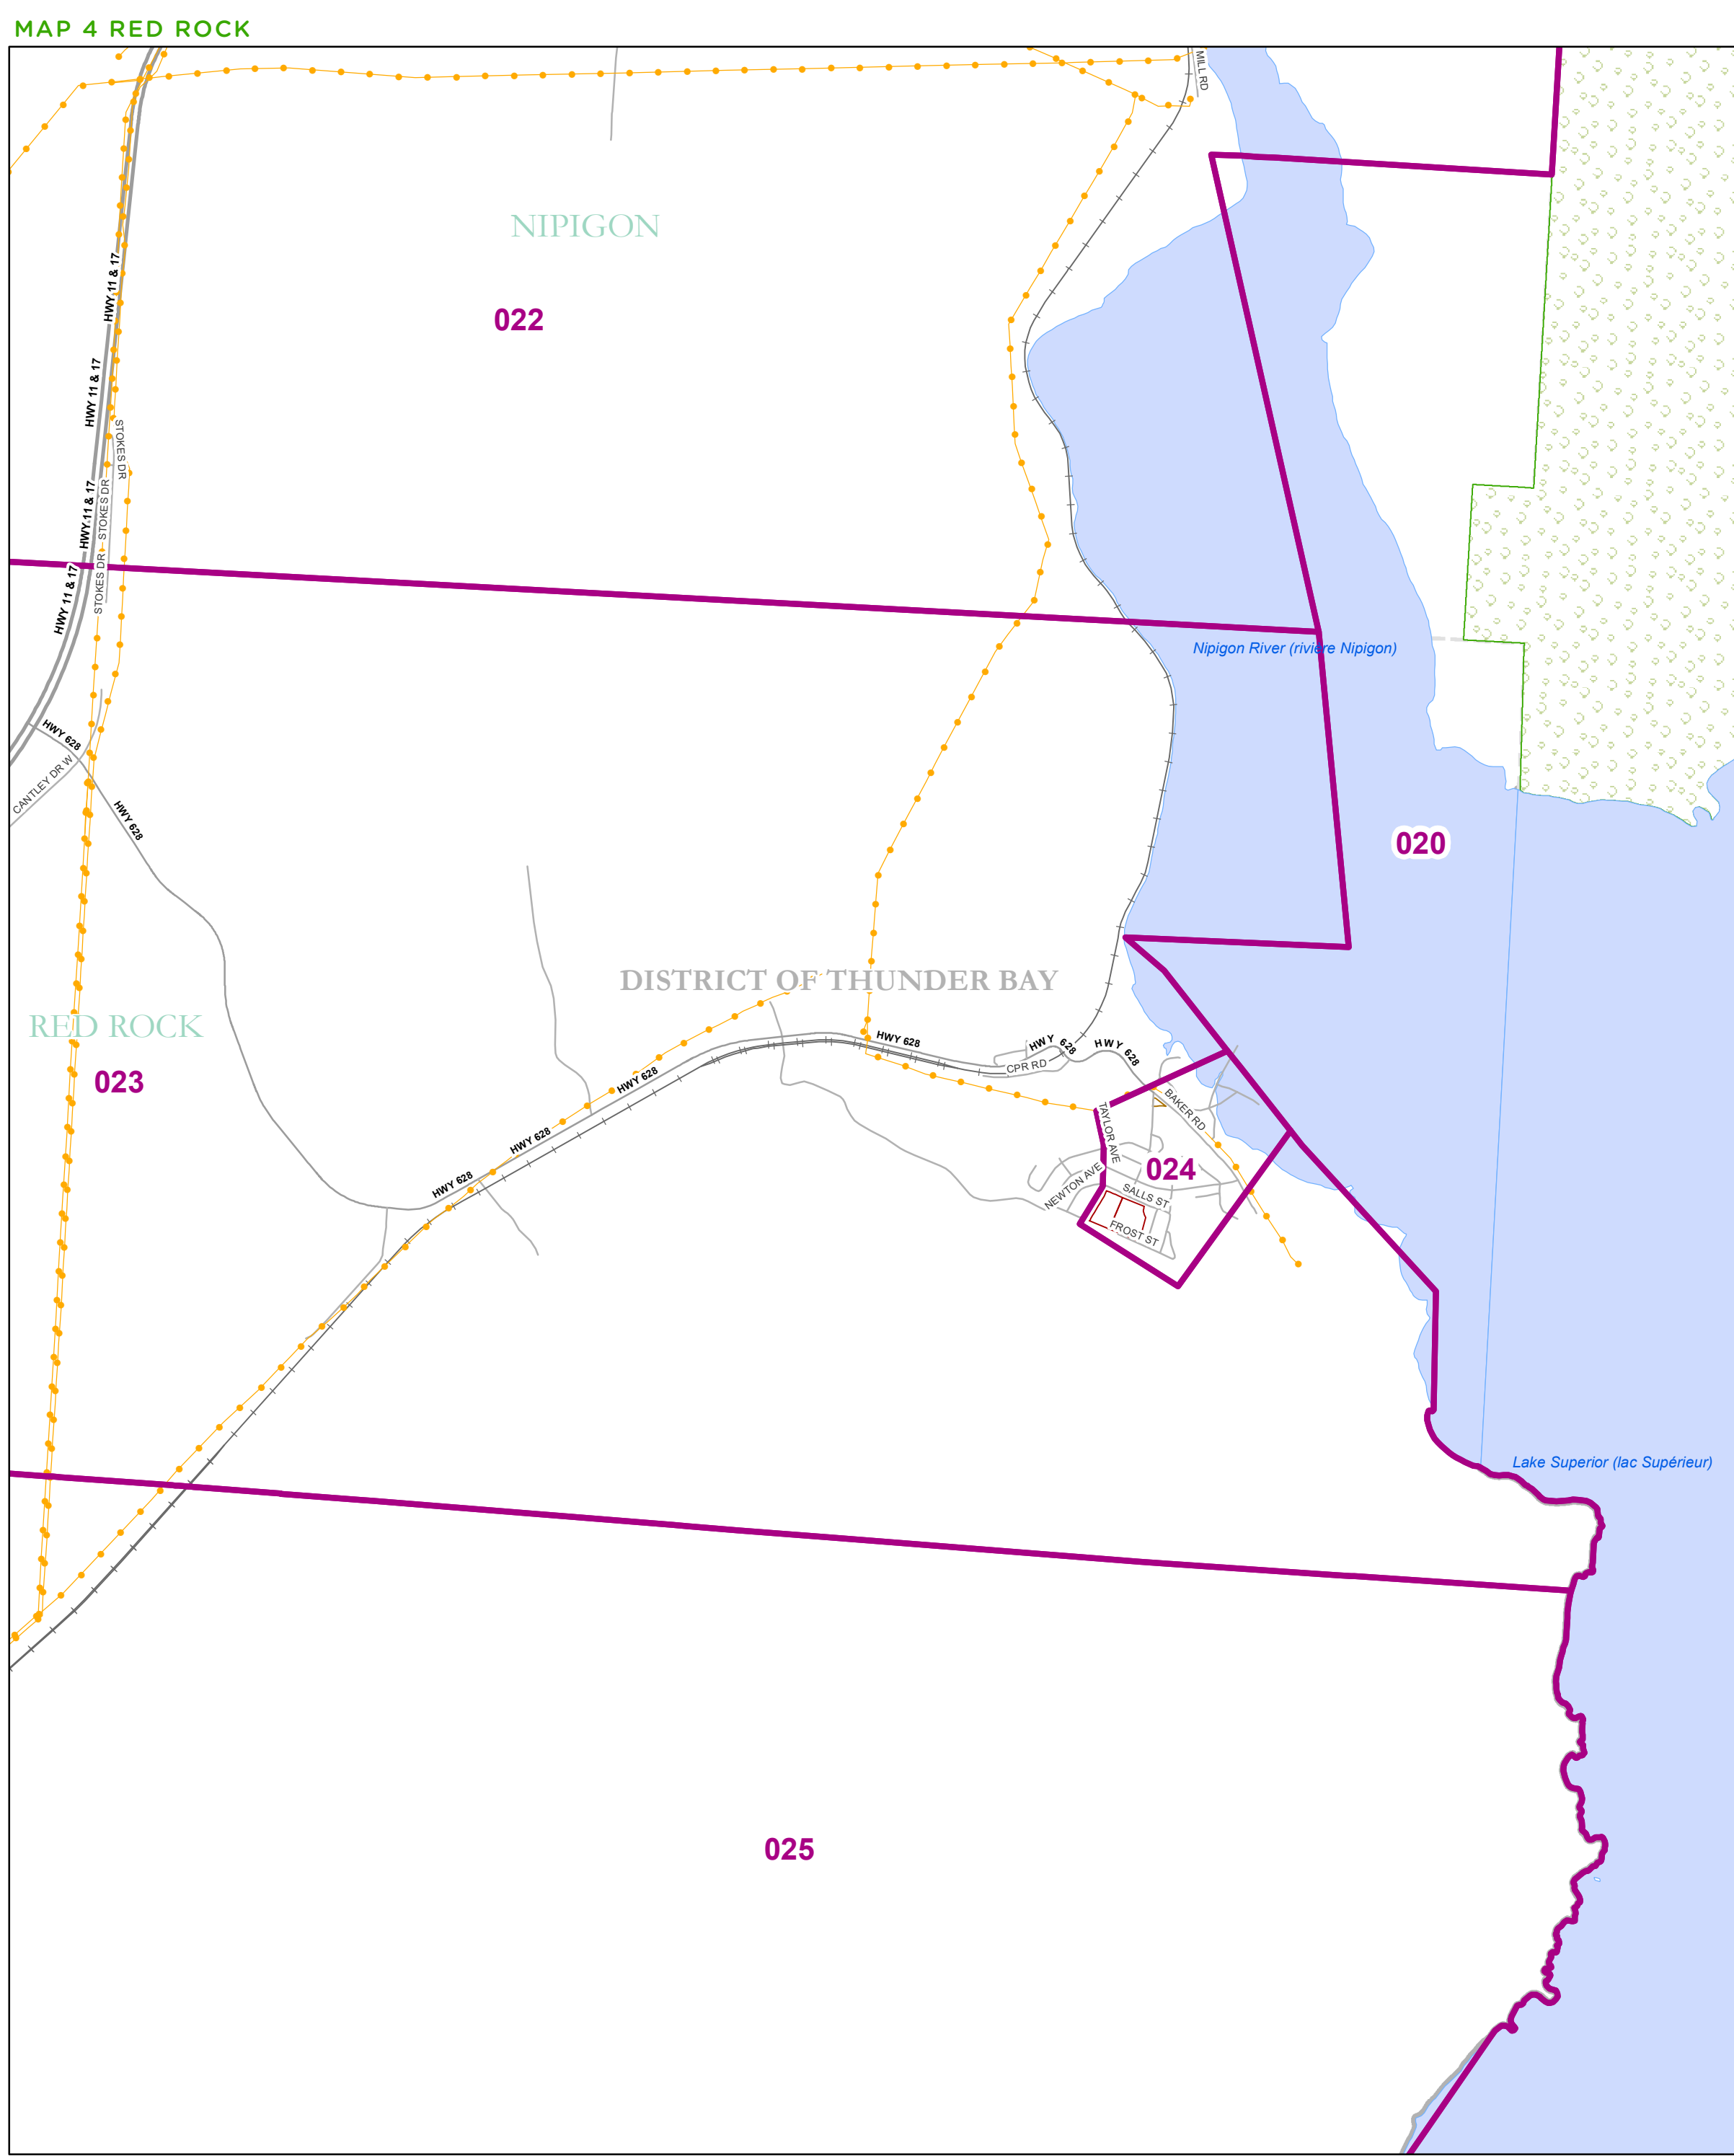 MAP 4 RED ROCK
MILL RD
NIPIGON
HWY 11 & 17
022
HWY 11 & 17
STOKES DR
HWY 11 & 17
STOKES DR
STOKES DR
HWY 11 & 17
Nipigon River (rivière Nipigon)
HWY 628
CANTLEY DR W
HWY 628
020
DISTRICT OF THUNDER BAY
RED ROCK
HWY 628
HWY 628
HWY 628
CPR RD
023
HWY 628
BAKER RD
TAYLOR AVE
HWY 628
024
HWY 628
NEWTON AVE
SALLS ST
FROST ST
Lake Superior (lac Supérieur)
025